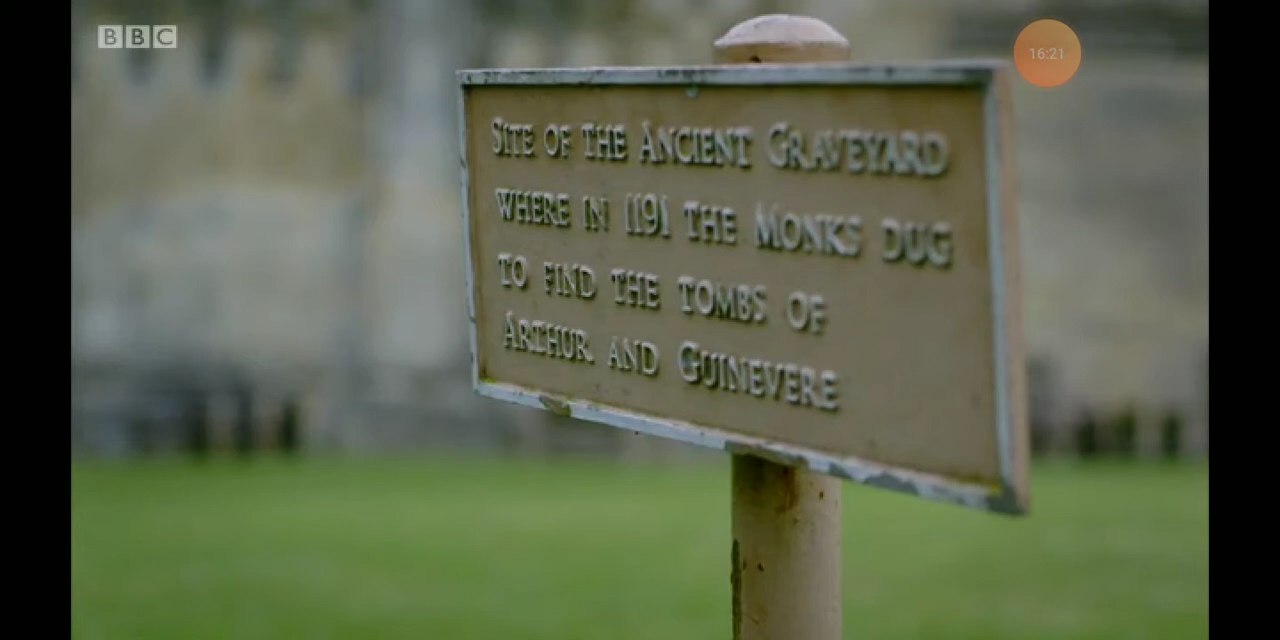 BBC
16:21
SITE OF THE ANCIENT GRAVEYARD
WHERE IN 1191 THE MONKS DUG
TO FIND THE TOMBS OF
ARTHUR AND GUINEVERE